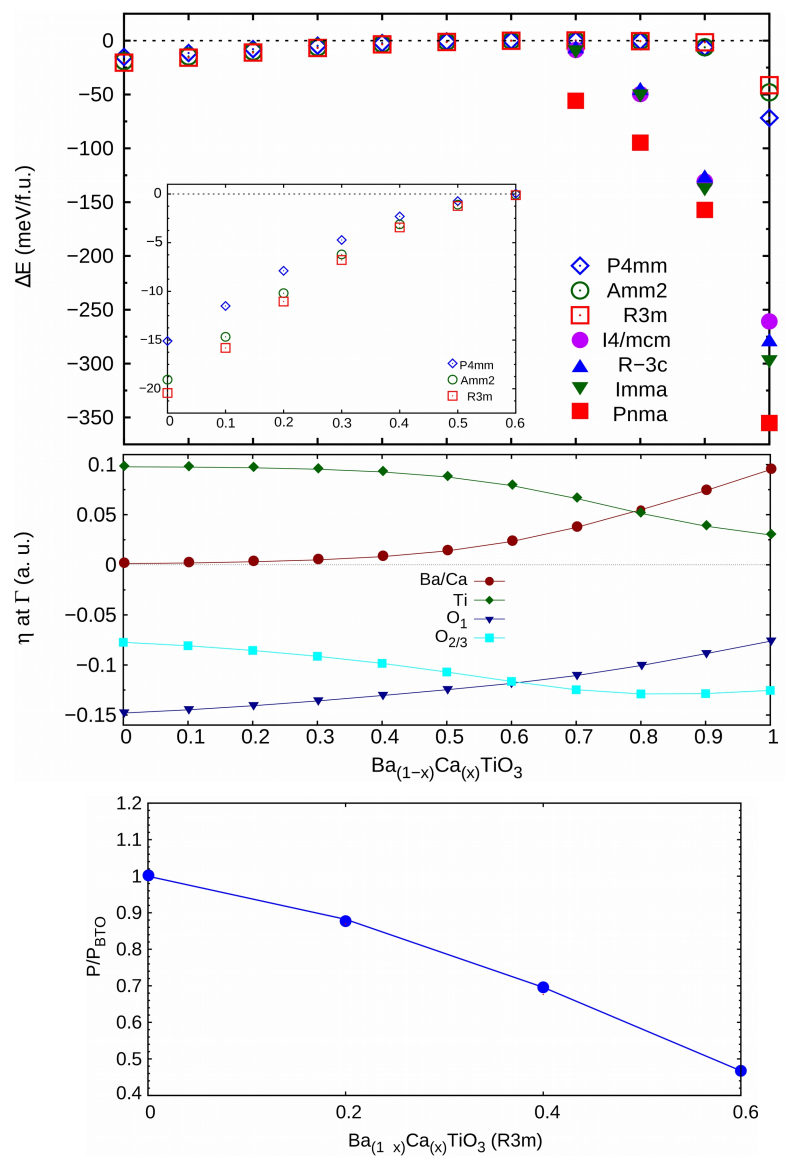 0
−50
−100
−150
−200
−250
−300
−350
ΔE (meV/f.u.)
0
−5
−10
−15
−20
0 0.1 0.2 0.3 0.4 0.5 0.6
P4mm
Amm2
R3m
P4mm
Amm2
R3m
I4/mcm
R−3c
Imma
Pnma
0.1
0.05
0
−0.05
−0.1
−0.15
η at Γ (a. u.)
Ba/Ca
Ti
O1
O2/3
0 0.1 0.2 0.3 0.4 0.5 0.6 0.7 0.8 0.9 1
Ba(1−x)Ca(x)TiO3
1.2
1.1
1
0.9
0.8
0.7
0.6
0.5
0.4
P/PBTO
0 0.2 0.4 0.6
Ba(1 x)Ca(x)TiO3 (R3m)